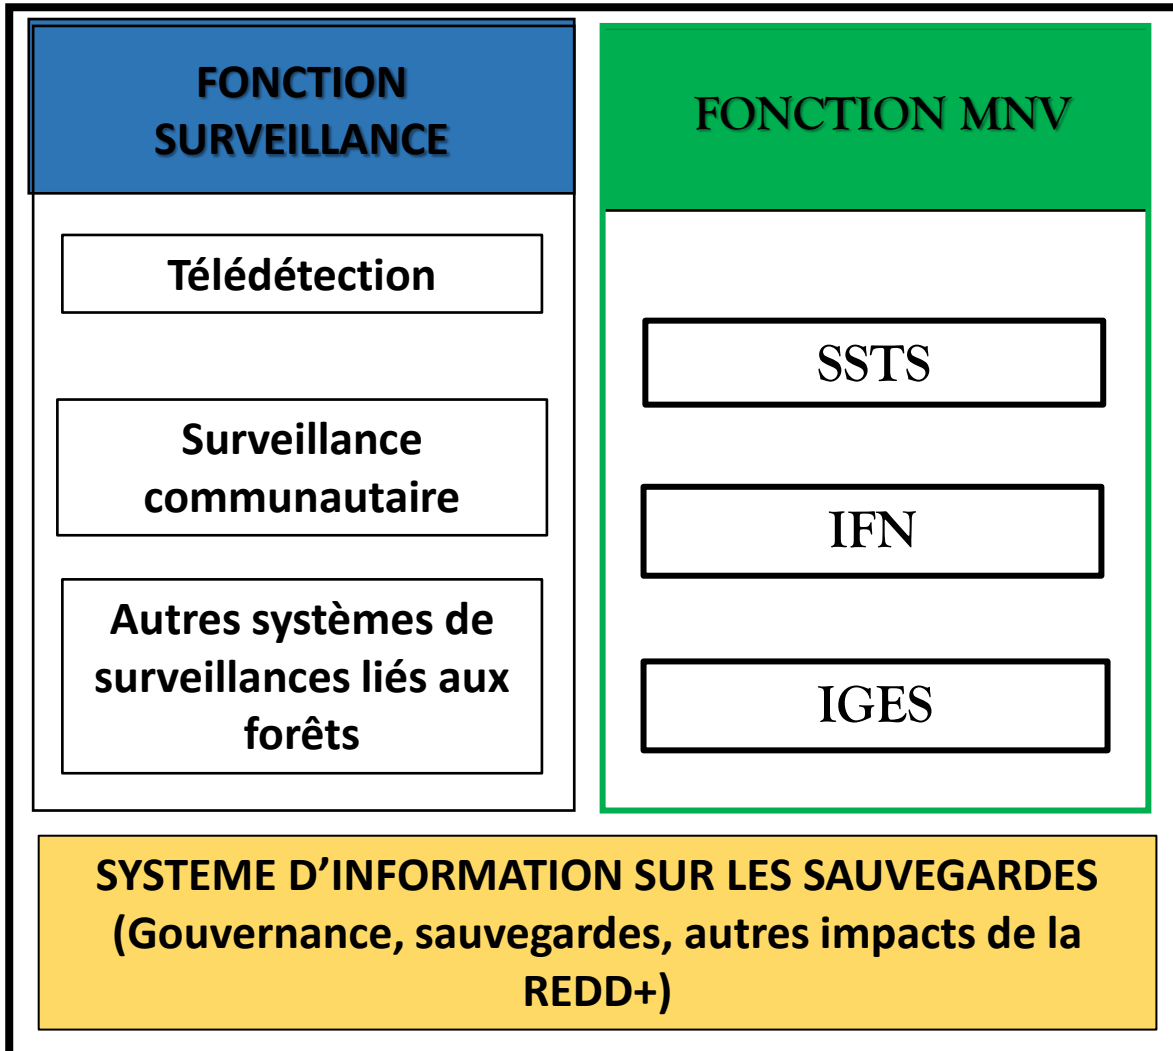 FONCTION
SURVEILLANCE
Télédétection
Surveillance
communautaire
Autres systèmes de
surveillances liés aux
forêts
FONCTION MNV
SSTS
IFN
IGES
SYSTEME D’INFORMATION SUR LES SAUVEGARDES
(Gouvernance, sauvegardes, autres impacts de la
REDD+)